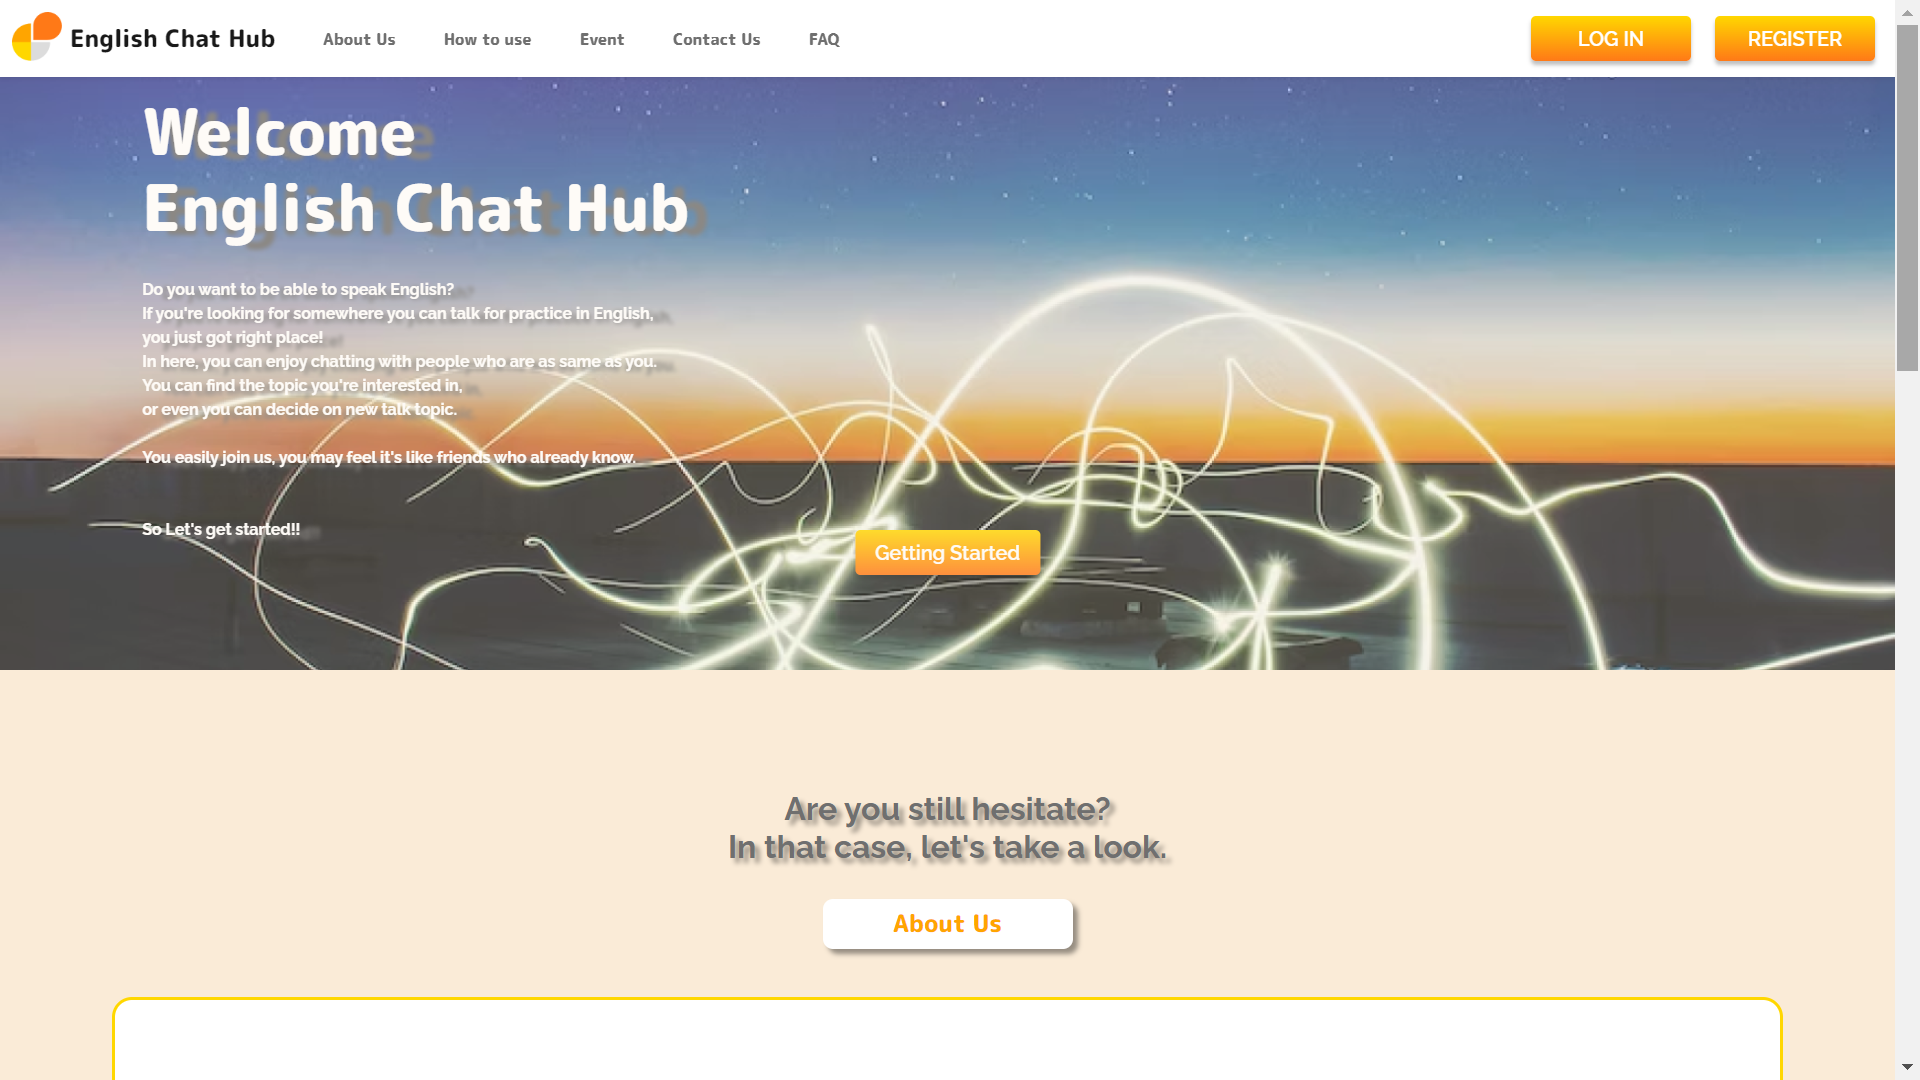 English Chat Hub
About Us
How to use
Event
Contact Us
FAQ
LOG IN
REGISTER
Welcome
English Chat Hub
Do you want to be able to speak English?
If you're looking for somewhere you can talk for practice in English,
you just got right place!
In here, you can enjoy chatting with people who are as same as you.
You can find the topic you're interested in,
or even you can decide on new talk topic.
You easily join us, you may feel it's like friends who already know.
So Let's get started!!
Getting Started
Are you still hesitate?
In that case, let's take a look.
About Us